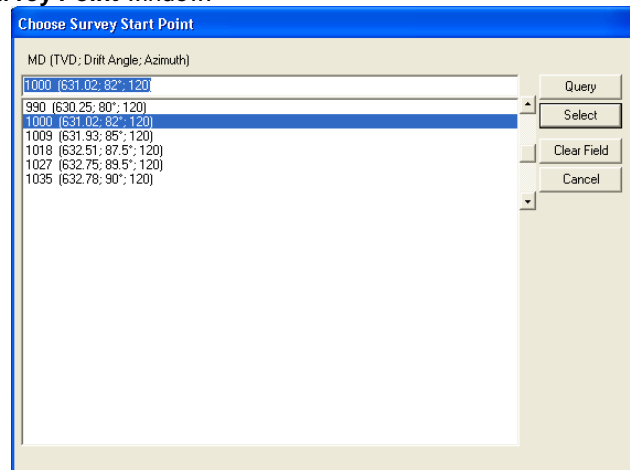 Choose Survey Start Point
MD (TVD; Drift Angle; Azimuth)
1000 (631.02; 82°; 120)
Query
990 (630.25; 80°; 120)
1000 (631.02; 82°; 120)
1009 (631.93; 85°; 120)
1018 (632.51; 87.5°; 120)
1027 (632.75; 89.5°; 120)
1035 (632.78; 90°; 120)
Select
Clear Field
Cancel